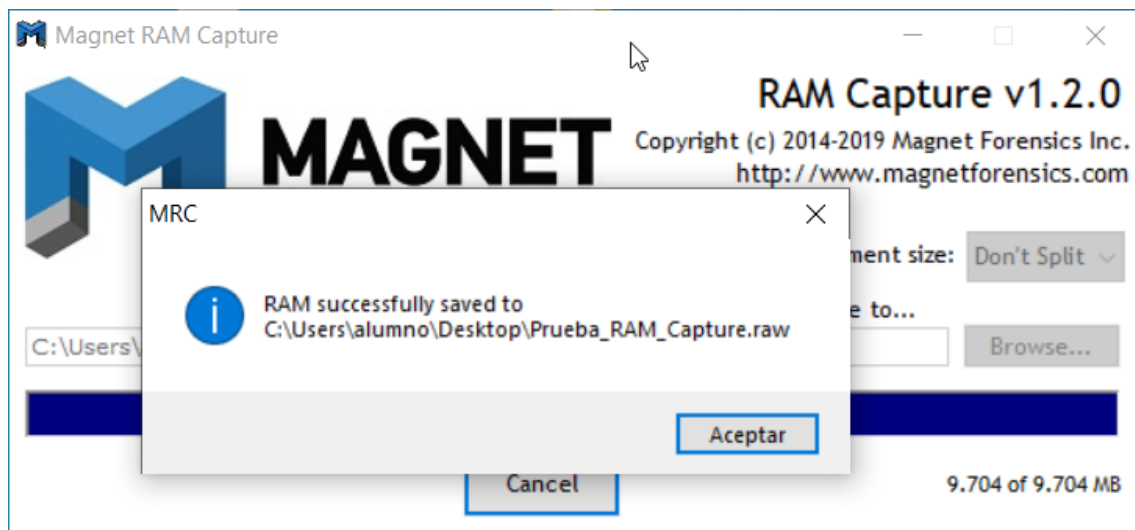 Magnet RAM Capture
RAM Capture v1.2.0
MAGNET
Copyright (c) 2014-2019 Magnet Forensics Inc.
http://www.magnetforensics.com
MRC
Don't Split
RAM successfully saved to
C:\Users\alumno\Desktop\Prueba_RAM_Capture.raw
to...
C:\Users\
Browse...
Aceptar
Cancel
9.704 of 9.704 MB